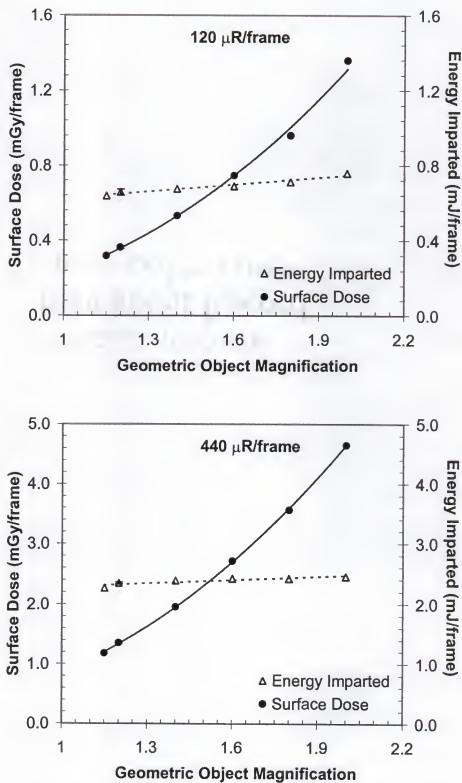 120 μR/frame
Surface Dose (mGy/frame)
1.6
1.2
0.8
0.4
0.0
Energy Imparted (mJ/frame)
1.6
1.2
0.8
0.4
0.0
Energy Imparted
Surface Dose
1 1.3 1.6 1.9 2.2
Geometric Object Magnification
440 μR/frame
Surface Dose (mGy/frame)
5.0
4.0
3.0
2.0
1.0
0.0
Energy Imparted (mJ/frame)
5.0
4.0
3.0
2.0
1.0
0.0
Energy Imparted
Surface Dose
1 1.3 1.6 1.9 2.2
Geometric Object Magnification